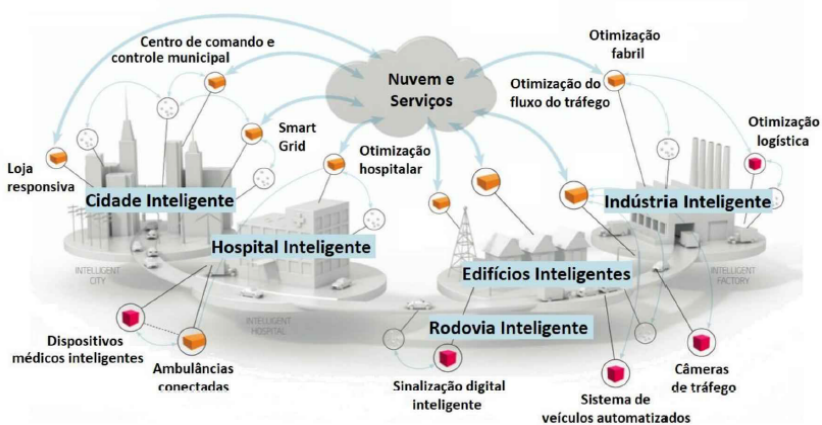 Centro de comando e
controle municipal
Nuvem e
Serviços
Otimização
fabril
Otimização do
fluxo do tráfego
Otimização
logística
Smart
Grid
Otimização
hospitalar
Loja
responsiva
Cidade Inteligente
Indústria Inteligente
Hospital Inteligente
Edifícios Inteligentes
INTELLIGENT
CITY
INTELLIGENT
FACTORY
INTELLIGENT
HOSPITAL
Rodovia Inteligente
Dispositivos
médicos inteligentes
Ambulâncias
conectadas
Sinalização digital
inteligente
Sistema de
veículos automatizados
Câmeras
de tráfego